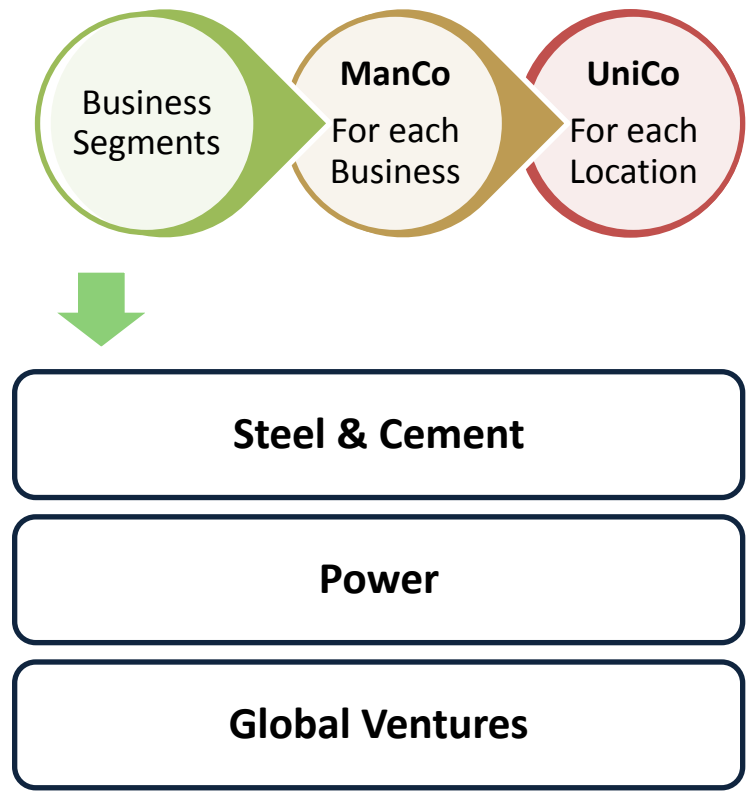 Business
Segments
ManCo
For each
Business
UniCo
For each
Location
Steel & Cement
Power
Global Ventures